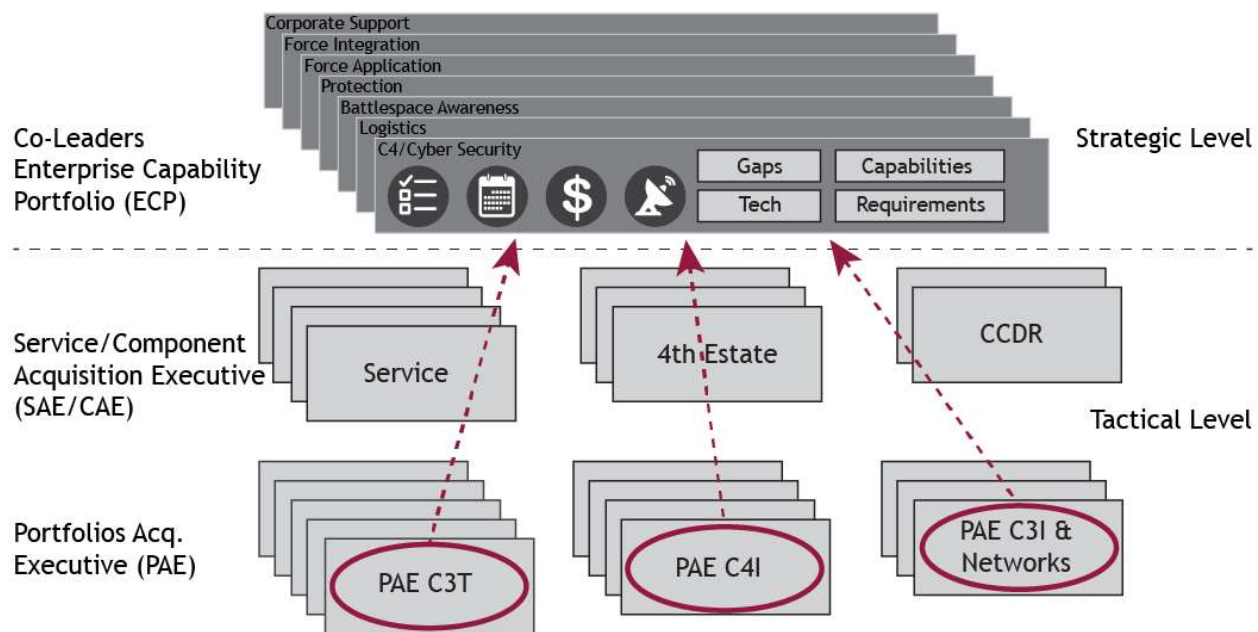 Corporate Support
Force Integration
Force Application
Protection
Battlespace Awareness
Logistics
C4/Cyber Security
Gaps
Capabilities
Tech
Requirements
Co-Leaders
Enterprise Capability
Portfolio (ECP)
Strategic Level
Service/Component
Acquisition Executive
(SAE/CAE)
Service
4th Estate
CCDR
Tactical Level
Portfolios Acq.
Executive (PAE)
PAE C3T
PAE C4I
PAE C3I &
Networks
$